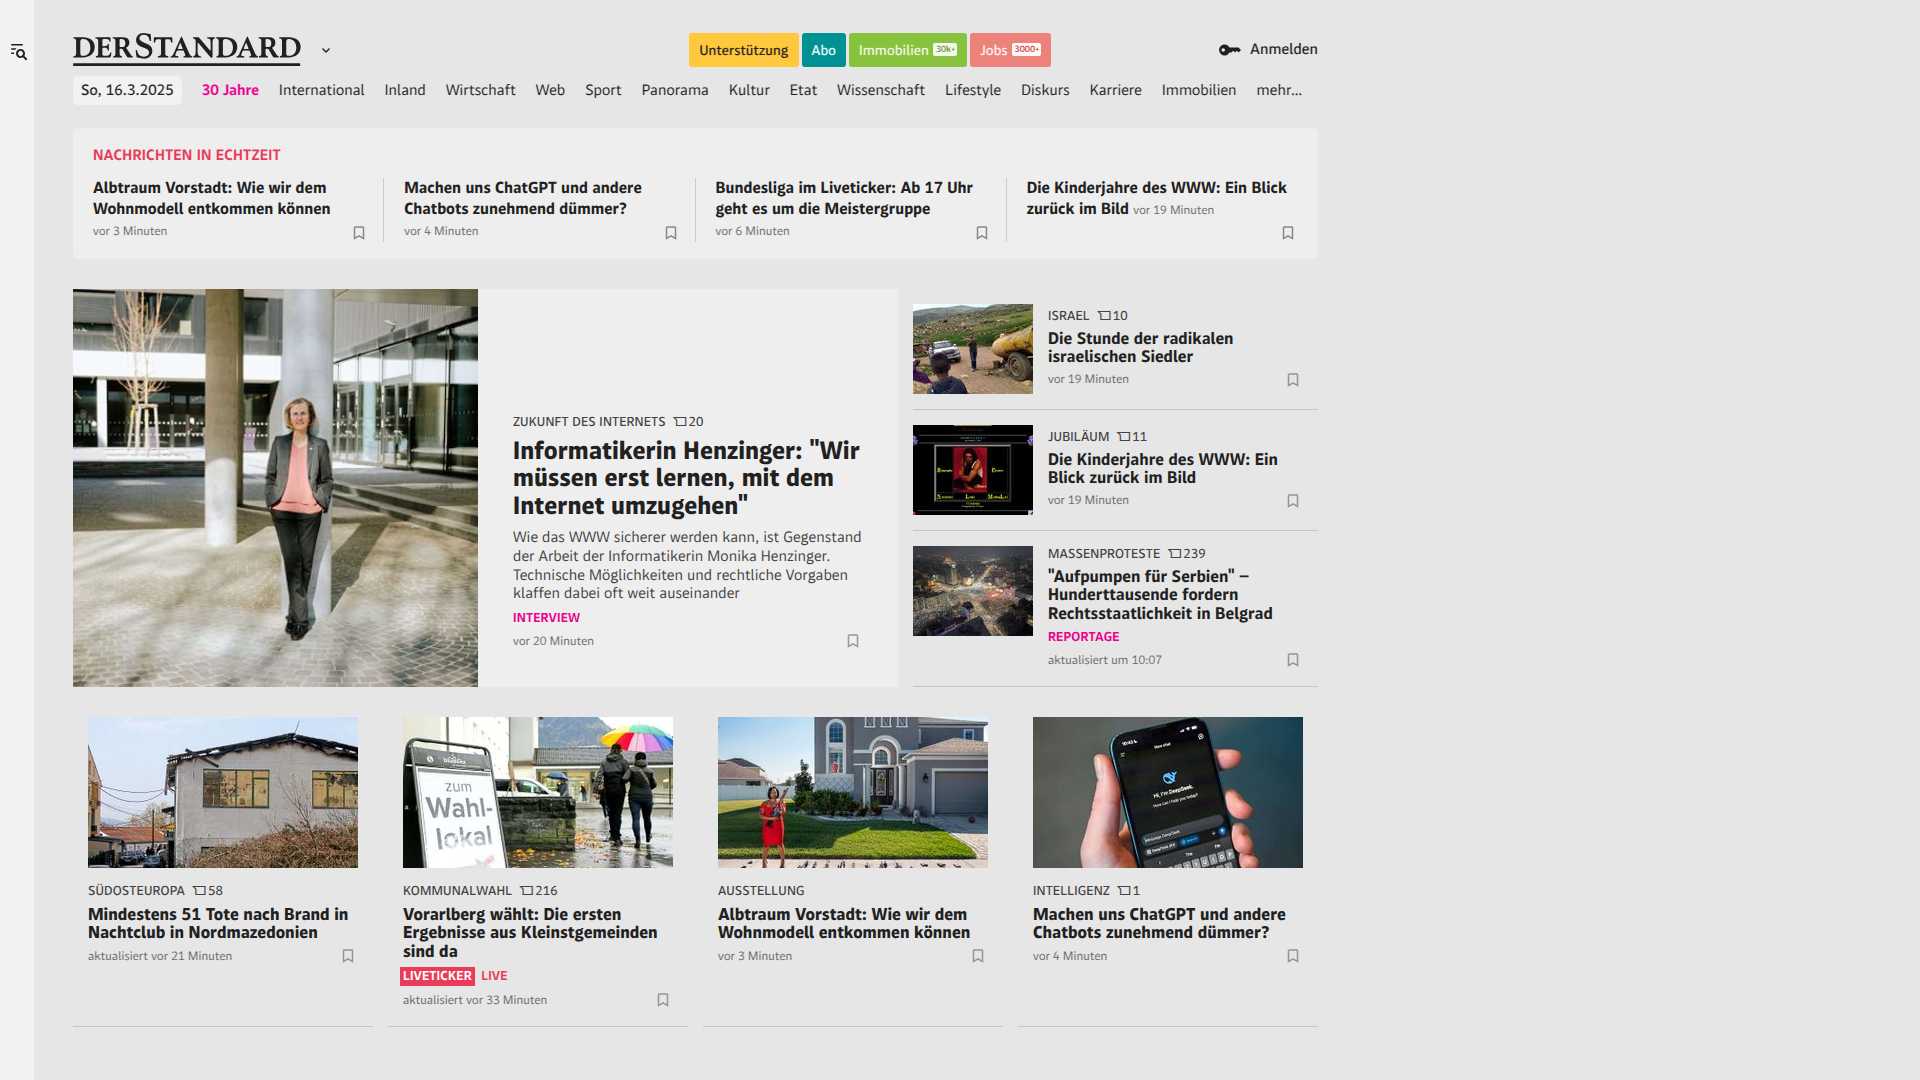 DERSTANDARD
Unterstützung Abo Immobilien 30k+ Jobs 3000+
Anmelden
So, 16.3.2025 30 Jahre International Inland Wirtschaft Web Sport Panorama Kultur Etat Wissenschaft Lifestyle Diskurs Karriere Immobilien mehr...
NACHRICHTEN IN ECHTZEIT
Albtraum Vorstadt: Wie wir dem
Wohnmodell entkommen können
vor 3 Minuten
Machen uns ChatGPT und andere
Chatbots zunehmend dümmer?
vor 4 Minuten
Bundesliga im Liveticker: Ab 17 Uhr
geht es um die Meistergruppe
vor 6 Minuten
Die Kinderjahre des WWW: Ein Blick
zurück im Bild vor 19 Minuten
ZUKUNFT DES INTERNETS 20
Informatikerin Henzinger: "Wir
müssen erst lernen, mit dem
Internet umzugehen"
Wie das WWW sicherer werden kann, ist Gegenstand
der Arbeit der Informatikerin Monika Henzinger.
Technische Möglichkeiten und rechtliche Vorgaben
klaffen dabei oft weit auseinander
INTERVIEW
vor 20 Minuten
ISRAEL 10
Die Stunde der radikalen
israelischen Siedler
vor 19 Minuten
JUBILÄUM 11
Die Kinderjahre des WWW: Ein
Blick zurück im Bild
vor 19 Minuten
MASSENPROTESTE 239
"Aufpumpen für Serbien" –
Hunderttausende fordern
Rechtsstaatlichkeit in Belgrad
REPORTAGE
aktualisiert um 10:07
SÜDOSTEUROPA 58
Mindestens 51 Tote nach Brand in
Nachtclub in Nordmazedonien
aktualisiert vor 21 Minuten
zum
Wahl-
lokal
KOMMUNALWAHL 216
Vorarlberg wählt: Die ersten
Ergebnisse aus Kleinstgemeinden
sind da
LIVETICKER LIVE
aktualisiert vor 33 Minuten
AUSSTELLUNG
Albtraum Vorstadt: Wie wir dem
Wohnmodell entkommen können
vor 3 Minuten
New chat
Hi, I'm DeepSeek.
How can I help you today?
INTELLIGENZ 1
Machen uns ChatGPT und andere
Chatbots zunehmend dümmer?
vor 4 Minuten